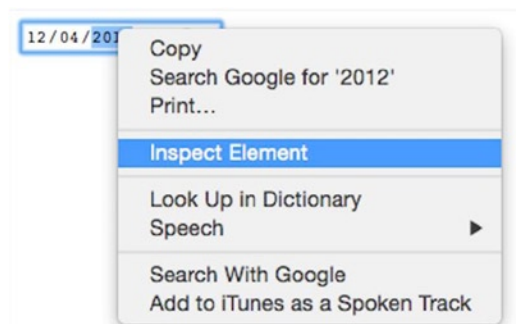 12/04/201
Copy
Search Google for '2012'
Print...
Inspect Element
Look Up in Dictionary
Speech
Search With Google
Add to iTunes as a Spoken Track